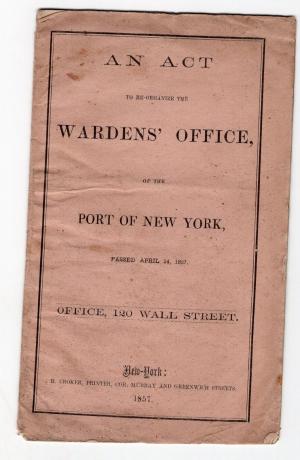 AN ACT
TO RE-ORGANIZE THE
WARDENS' OFFICE,
OF THE
PORT OF NEW YORK,
PASSED APRIL 14, 1857.
OFFICE, 120 WALL STREET.
New-York:
H. CROKER, PRINTER, COR. MURRAY AND GREENWICH STREETS.
1857.